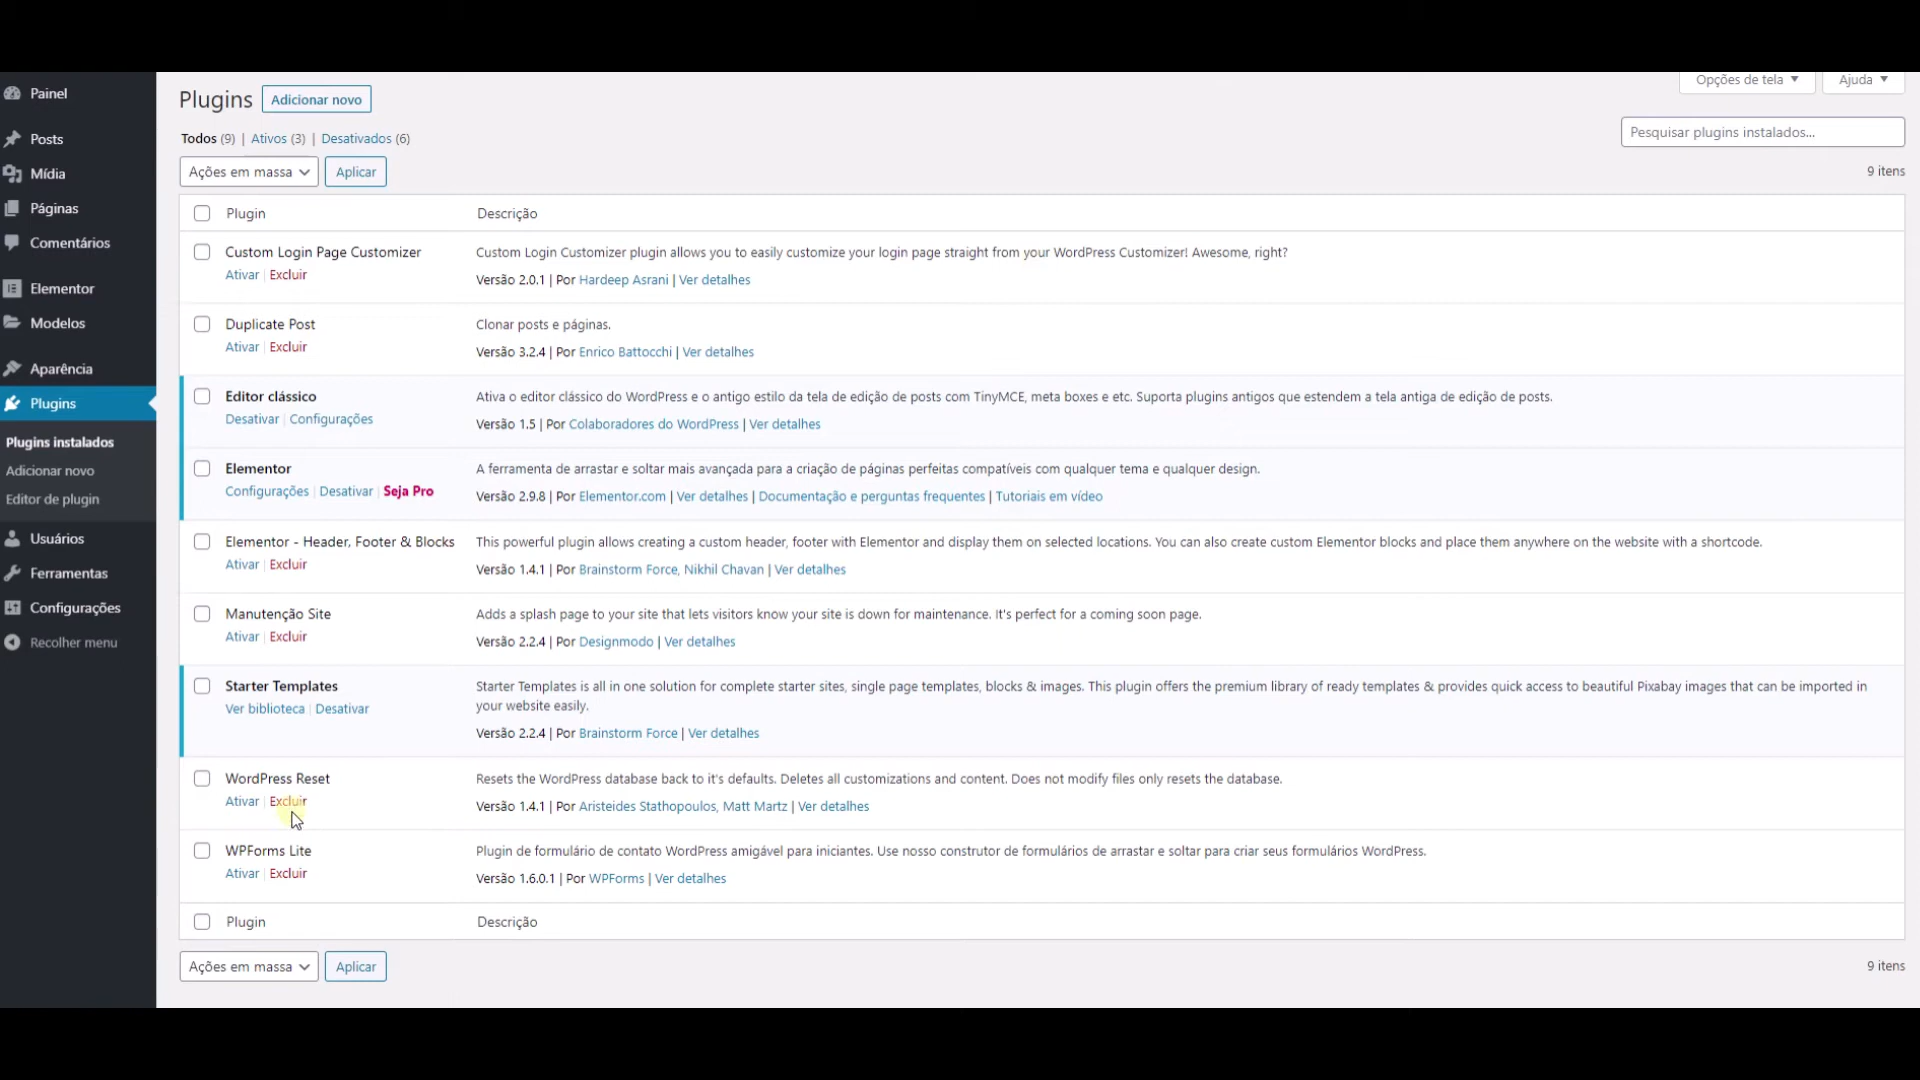 Opções de tela
Ajuda
Painel
Posts
Mídia
Páginas
Comentários
Elementor
Modelos
Aparência
Plugins
Plugins instalados
Adicionar novo
Editor de plugin
Usuários
Ferramentas
Configurações
Recolher menu
Plugins Adicionar novo
Todos (9) | Ativos (3) | Desativados (6)
Pesquisar plugins instalados...
Ações em massa Aplicar
9 itens
Plugin Descrição
Custom Login Page Customizer
Ativar | Excluir
Custom Login Customizer plugin allows you to easily customize your login page straight from your WordPress Customizer! Awesome, right?
Versão 2.0.1 | Por Hardeep Asrani | Ver detalhes
Duplicate Post
Ativar | Excluir
Clonar posts e páginas.
Versão 3.2.4 | Por Enrico Battocchi | Ver detalhes
Editor clássico
Desativar | Configurações
Ativa o editor clássico do WordPress e o antigo estilo da tela de edição de posts com TinyMCE, meta boxes e etc. Suporta plugins antigos que estendem a tela antiga de edição de posts.
Versão 1.5 | Por Colaboradores do WordPress | Ver detalhes
Elementor
Configurações | Desativar | Seja Pro
A ferramenta de arrastar e soltar mais avançada para a criação de páginas perfeitas compatíveis com qualquer tema e qualquer design.
Versão 2.9.8 | Por Elementor.com | Ver detalhes | Documentação e perguntas frequentes | Tutoriais em vídeo
Elementor - Header, Footer & Blocks
Ativar | Excluir
This powerful plugin allows creating a custom header, footer with Elementor and display them on selected locations. You can also create custom Elementor blocks and place them anywhere on the website with a shortcode.
Versão 1.4.1 | Por Brainstorm Force, Nikhil Chavan | Ver detalhes
Manutenção Site
Ativar | Excluir
Adds a splash page to your site that lets visitors know your site is down for maintenance. It's perfect for a coming soon page.
Versão 2.2.4 | Por Designmodo | Ver detalhes
Starter Templates
Ver biblioteca | Desativar
Starter Templates is all in one solution for complete starter sites, single page templates, blocks & images. This plugin offers the premium library of ready templates & provides quick access to beautiful Pixabay images that can be imported in
your website easily.
Versão 2.2.4 | Por Brainstorm Force | Ver detalhes
WordPress Reset
Ativar | Excluir
Resets the WordPress database back to it's defaults. Deletes all customizations and content. Does not modify files only resets the database.
Versão 1.4.1 | Por Aristeides Stathopoulos, Matt Martz | Ver detalhes
WPForms Lite
Ativar | Excluir
Plugin de formulário de contato WordPress amigável para iniciantes. Use nosso construtor de formulários de arrastar e soltar para criar seus formulários WordPress.
Versão 1.6.0.1 | Por WPForms | Ver detalhes
Plugin Descrição
Ações em massa Aplicar
9 itens